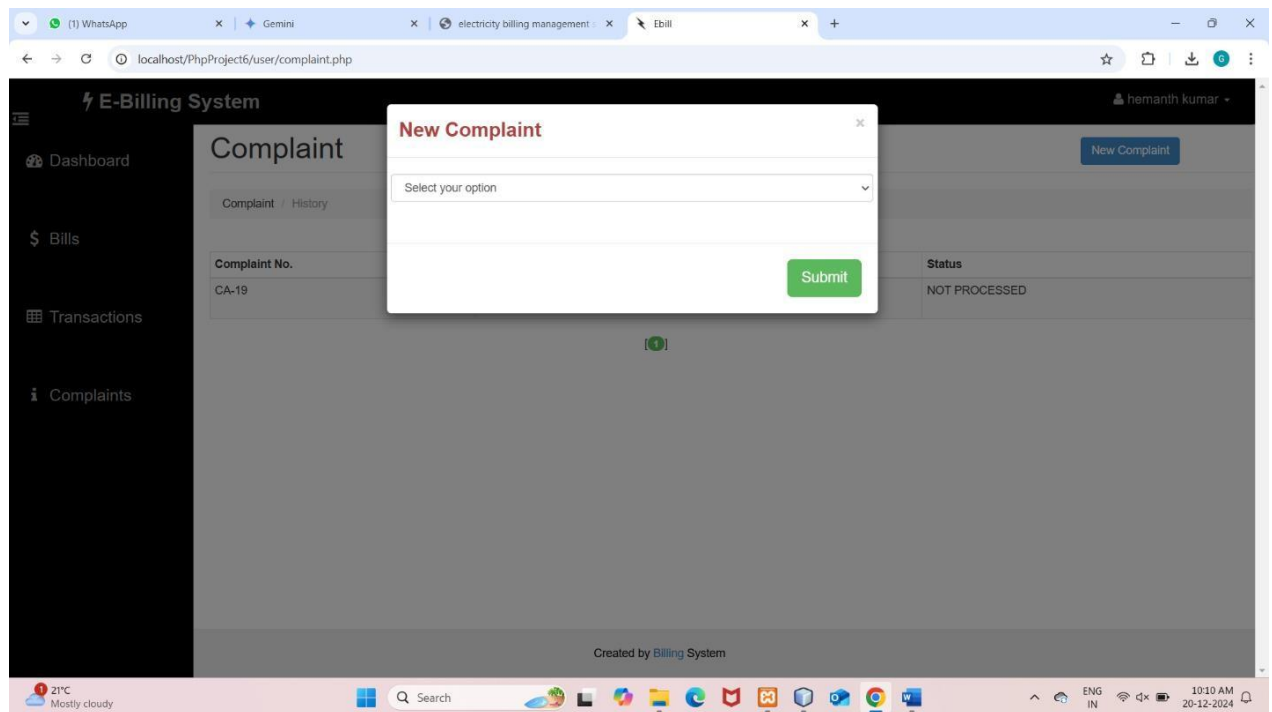 (1) WhatsApp
Gemini
electricity billing management s
Ebill
localhost/PhpProject6/user/complaint.php
G
E-Billing System
hemanth kumar
New Complaint
×
Dashboard
Complaint
New Complaint
Select your option
Complaint / History
$ Bills
Complaint No.
Status
Submit
CA-19
NOT PROCESSED
Transactions
[1]
Complaints
Created by Billing System
21°C
Mostly cloudy
Search
ENG
IN
10:10 AM
20-12-2024